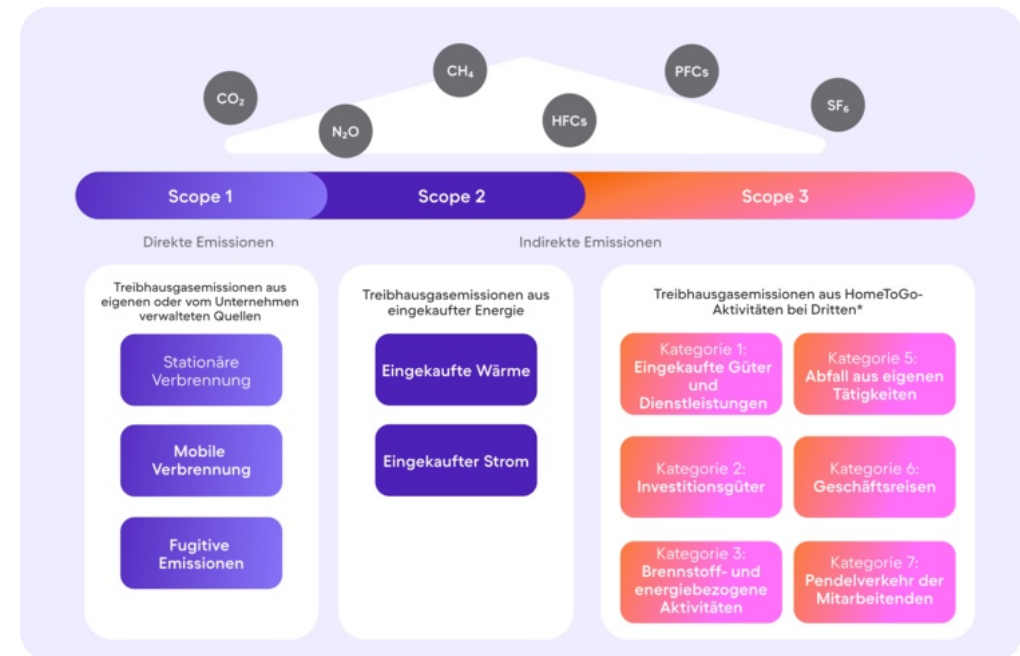 CO₂
N₂O
CH₄
HFCs
PFCs
SF₆
Scope 1
Scope 2
Scope 3
Direkte Emissionen
Indirekte Emissionen
Treibhausgasemissionen aus
eigenen oder vom Unternehmen
verwalteten Quellen
Stationäre
Verbrennung
Mobile
Verbrennung
Fugitive
Emissionen
Treibhausgasemissionen aus
eingekaufter Energie
Eingekaufte Wärme
Eingekaufter Strom
Treibhausgasemissionen aus HomeToGo-
Aktivitäten bei Dritten*
Kategorie 1:
Eingekaufte Güter
und
Dienstleistungen
Kategorie 5:
Abfall aus eigenen
Tätigkeiten
Kategorie 2:
Investitionsgüter
Kategorie 6:
Geschäftsreisen
Kategorie 3:
Brennstoff- und
energiebezogene
Aktivitäten
Kategorie 7:
Pendelverkehr der
Mitarbeitenden